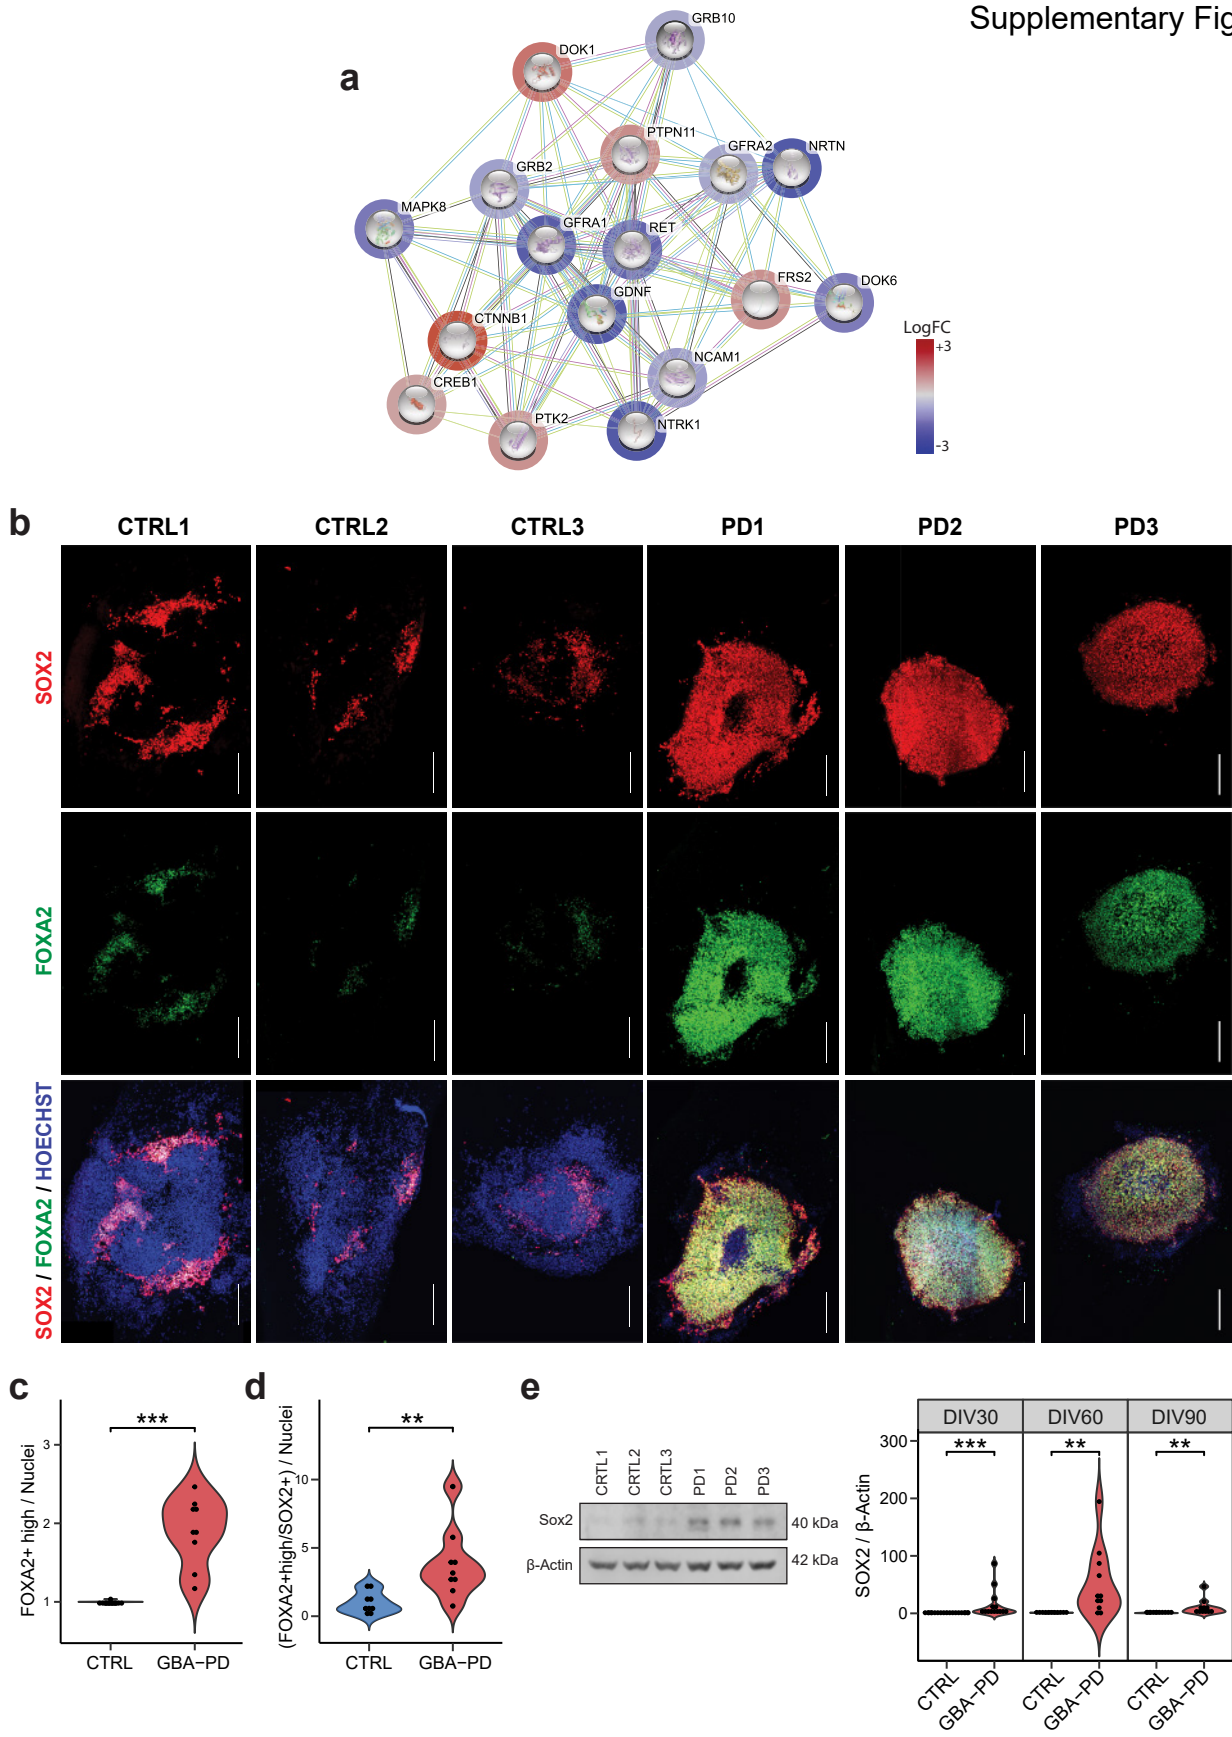 Supplementary Fig
a
GRB10
DOK1
PTPN11
GFRA2
NRTN
GRB2
MAPK8
GFRA1
RET
FRS2
DOK6
GDNF
CTNNB1
NCAM1
CREB1
PTK2
NTRK1
LogFC
+3
-3
b
CTRL1 CTRL2 CTRL3 PD1 PD2 PD3
SOX2
FOXA2
SOX2 / FOXA2 / HOECHST
c
FOXA2+ high / Nuclei
3
2
1
***
CTRL GBA-PD
d
(FOXA2+high/SOX2+) / Nuclei
10
5
0
**
CTRL GBA-PD
e
CRTL1 CRTL2 CRTL3 PD1 PD2 PD3
Sox2 40 kDa
β-Actin 42 kDa
SOX2 / β-Actin
DIV30 DIV60 DIV90
300
200
100
0
*** ** **
CTRL GBA-PD CTRL GBA-PD CTRL GBA-PD